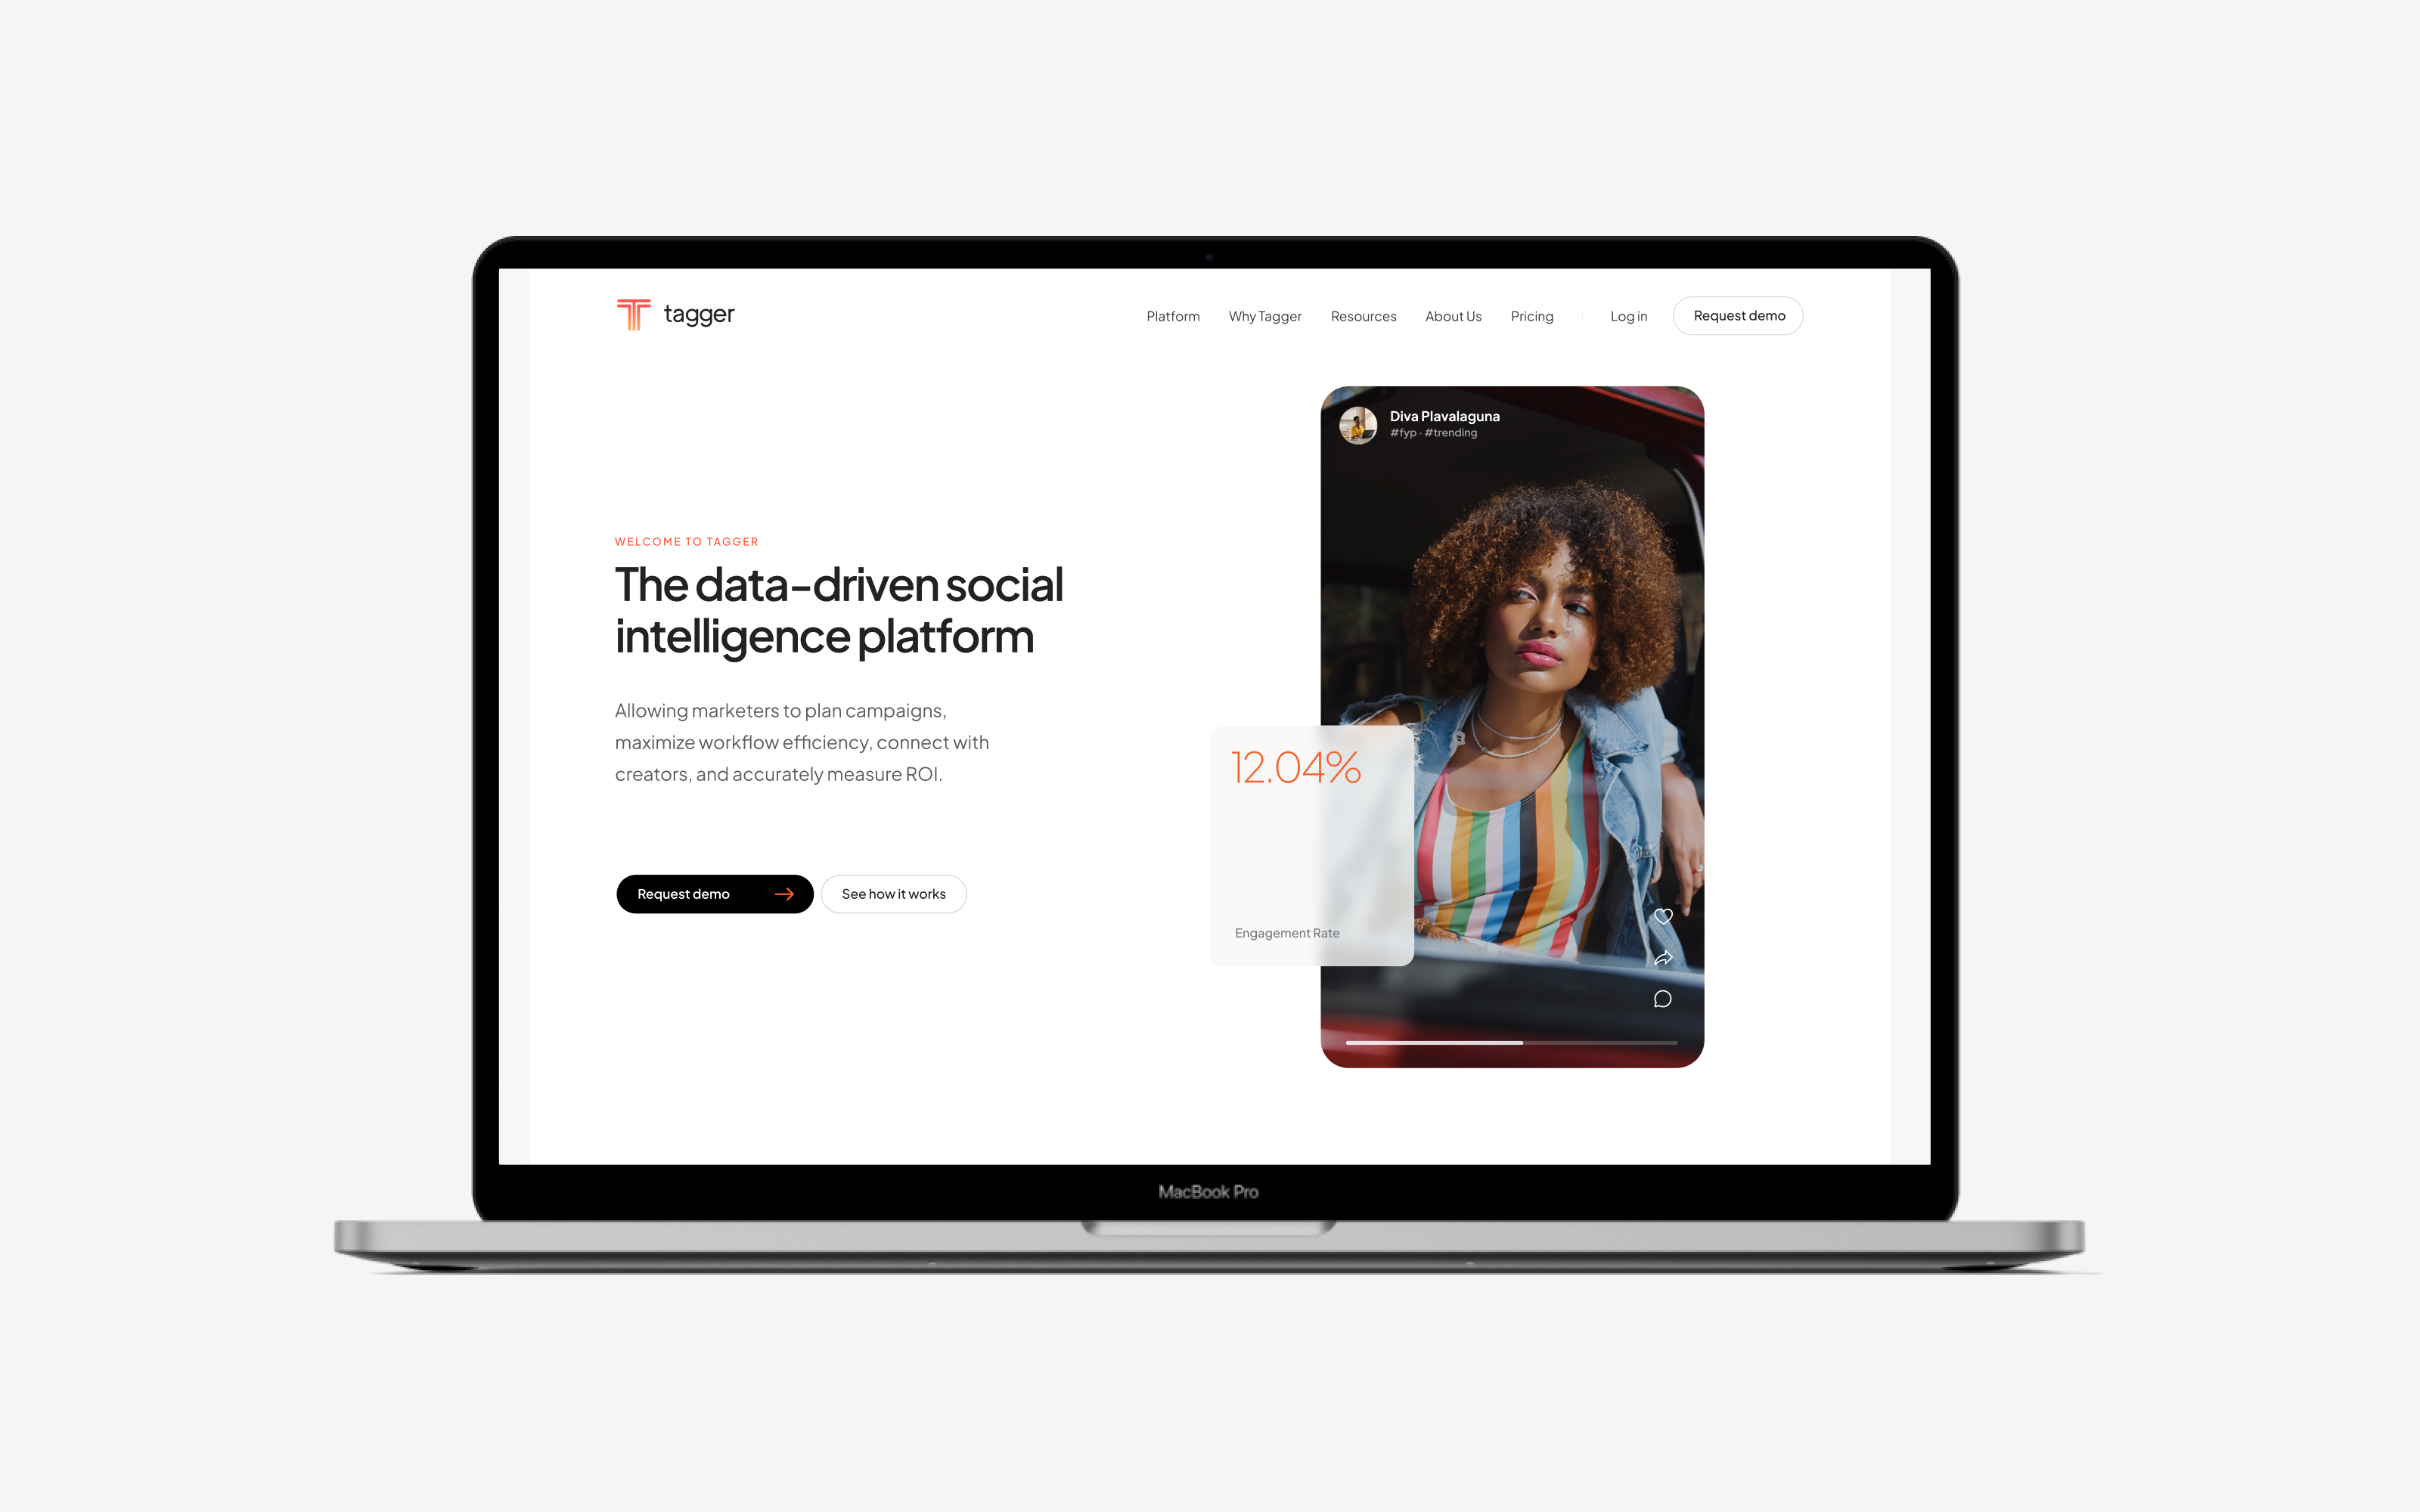 tagger
Platform Why Tagger Resources About Us Pricing Log in Request demo
WELCOME TO TAGGER
The data-driven social
intelligence platform
Allowing marketers to plan campaigns,
maximize workflow efficiency, connect with
creators, and accurately measure ROI.
Request demo See how it works
Diva Plavalaguna
#fyp · #trending
12.04%
Engagement Rate
MacBook Pro